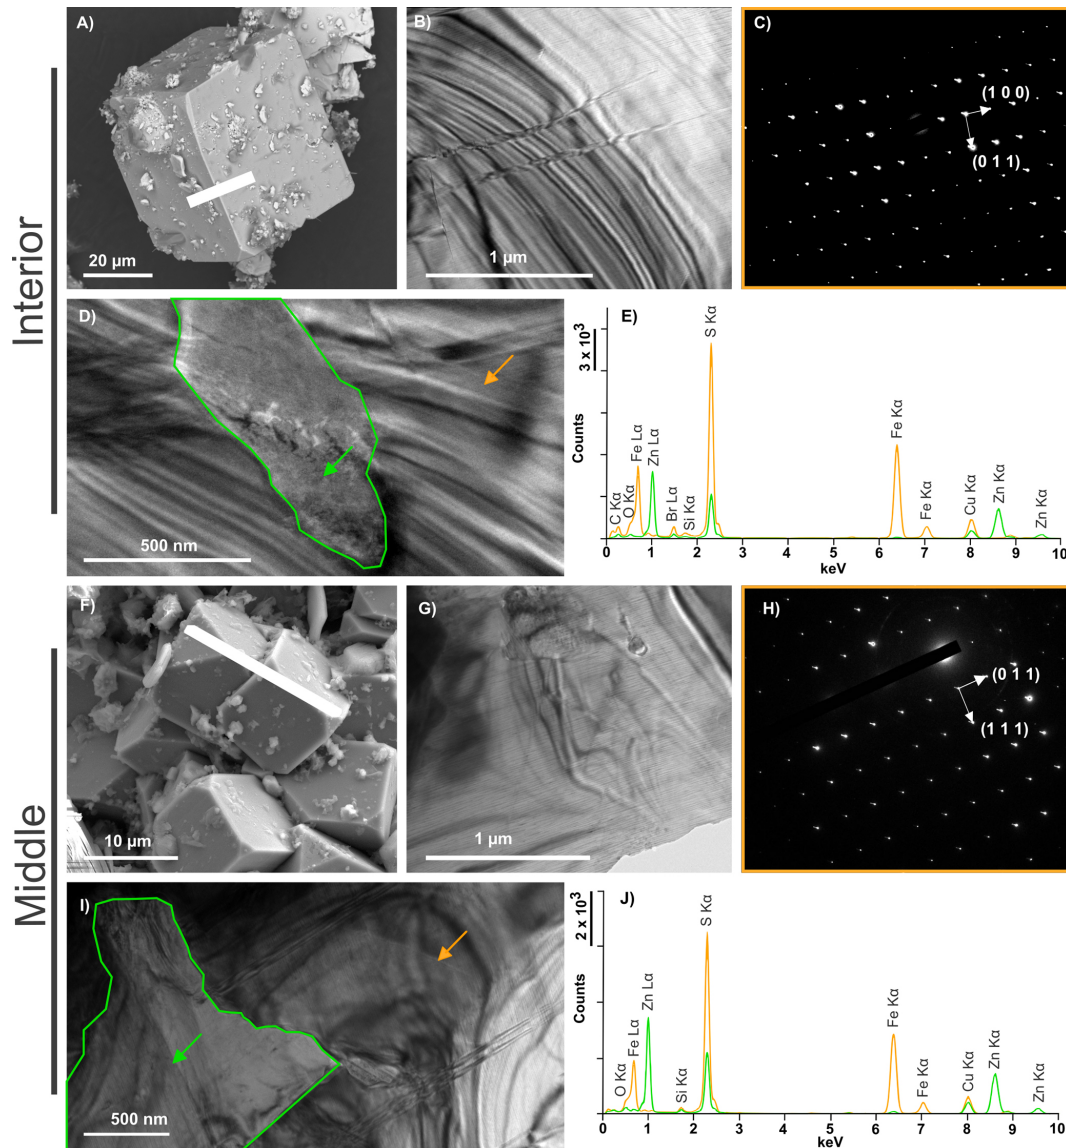 Interior
A)
20 µm
B)
1 µm
C)
(1 0 0)
(0 1 1)
D)
500 nm
E)
3 x 10³
Counts
C Kα
O Kα
Fe Lα
Zn Lα
Br Lα
Si Kα
S Kα
Fe Kα
Fe Kα
Cu Kα
Zn Kα
Zn Kα
0 1 2 3 4 5 6 7 8 9 10
keV
Middle
F)
10 µm
G)
1 µm
H)
(0 1 1)
(1 1 1)
I)
500 nm
J)
2 x 10³
Counts
O Kα
Fe Lα
Zn Lα
Si Kα
S Kα
Fe Kα
Fe Kα
Cu Kα
Zn Kα
Zn Kα
0 1 2 3 4 5 6 7 8 9 10
keV